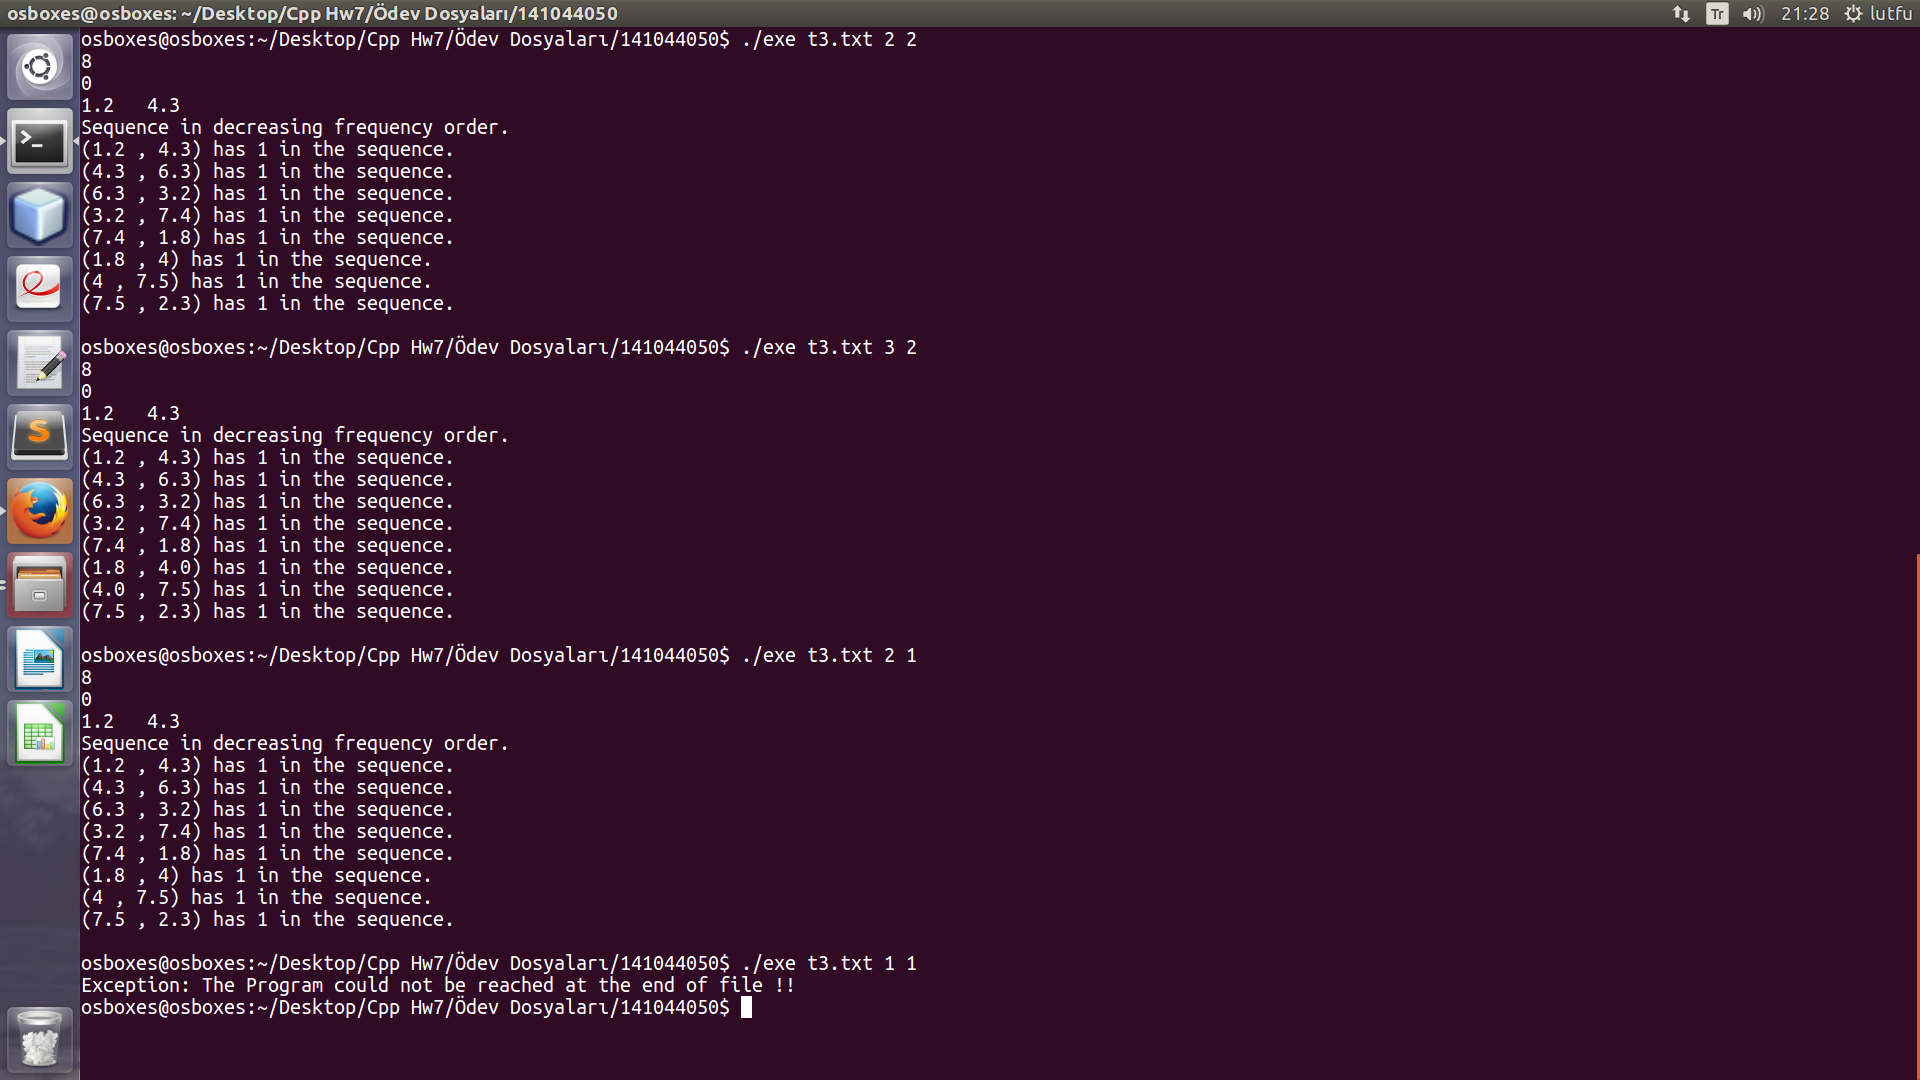 osboxes@osboxes: ~/Desktop/Cpp Hw7/Ödev Dosyaları/141044050
Tr 21:28 lutfu
osboxes@osboxes:~/Desktop/Cpp Hw7/Ödev Dosyaları/141044050$ ./exe t3.txt 2 2
8
0
1.2   4.3
Sequence in decreasing frequency order.
(1.2 , 4.3) has 1 in the sequence.
(4.3 , 6.3) has 1 in the sequence.
(6.3 , 3.2) has 1 in the sequence.
(3.2 , 7.4) has 1 in the sequence.
(7.4 , 1.8) has 1 in the sequence.
(1.8 , 4) has 1 in the sequence.
(4 , 7.5) has 1 in the sequence.
(7.5 , 2.3) has 1 in the sequence.
osboxes@osboxes:~/Desktop/Cpp Hw7/Ödev Dosyaları/141044050$ ./exe t3.txt 3 2
8
0
1.2   4.3
Sequence in decreasing frequency order.
(1.2 , 4.3) has 1 in the sequence.
(4.3 , 6.3) has 1 in the sequence.
(6.3 , 3.2) has 1 in the sequence.
(3.2 , 7.4) has 1 in the sequence.
(7.4 , 1.8) has 1 in the sequence.
(1.8 , 4.0) has 1 in the sequence.
(4.0 , 7.5) has 1 in the sequence.
(7.5 , 2.3) has 1 in the sequence.
osboxes@osboxes:~/Desktop/Cpp Hw7/Ödev Dosyaları/141044050$ ./exe t3.txt 2 1
8
0
1.2   4.3
Sequence in decreasing frequency order.
(1.2 , 4.3) has 1 in the sequence.
(4.3 , 6.3) has 1 in the sequence.
(6.3 , 3.2) has 1 in the sequence.
(3.2 , 7.4) has 1 in the sequence.
(7.4 , 1.8) has 1 in the sequence.
(1.8 , 4) has 1 in the sequence.
(4 , 7.5) has 1 in the sequence.
(7.5 , 2.3) has 1 in the sequence.
osboxes@osboxes:~/Desktop/Cpp Hw7/Ödev Dosyaları/141044050$ ./exe t3.txt 1 1
Exception: The Program could not be reached at the end of file !!
osboxes@osboxes:~/Desktop/Cpp Hw7/Ödev Dosyaları/141044050$